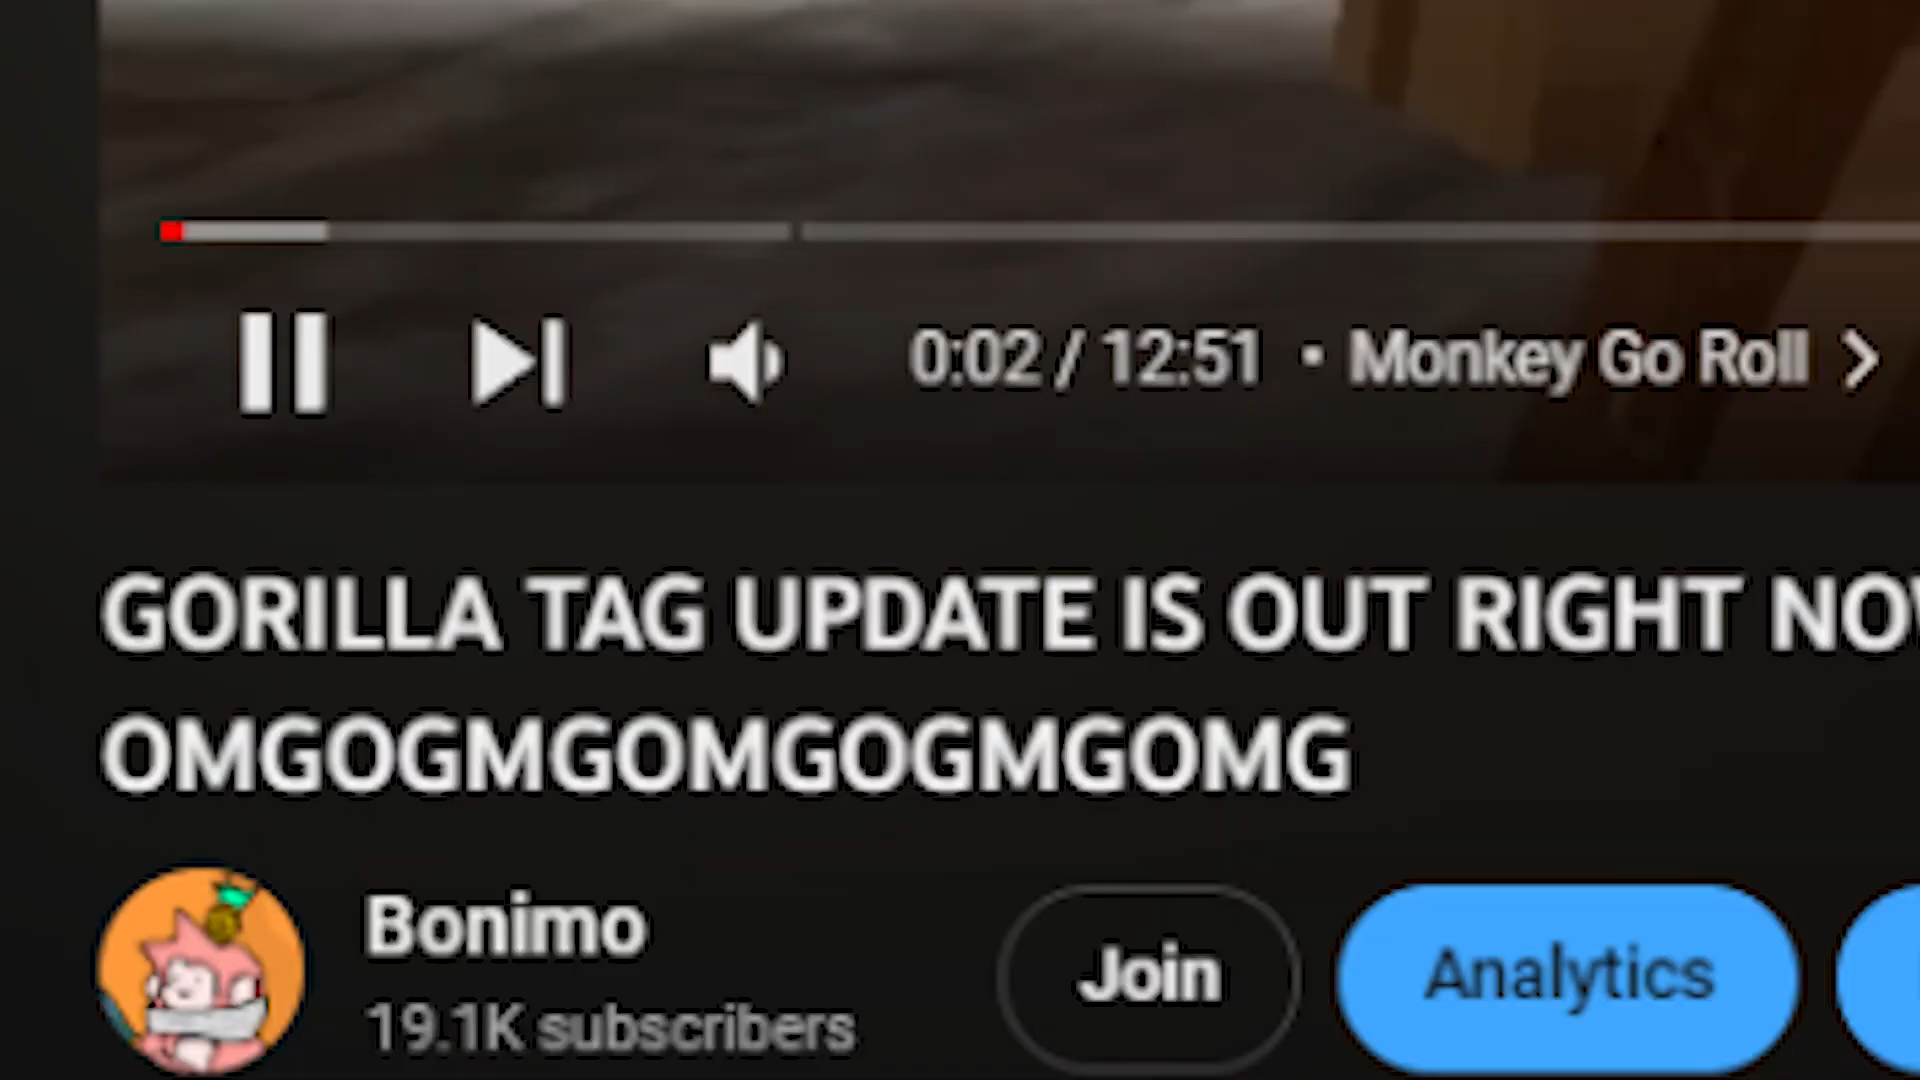 0:02 / 12:51 • Monkey Go Roll
GORILLA TAG UPDATE IS OUT RIGHT
OMGOGMGOMGOGMGOMG
Bonimo
19.1K subscribers
Join
Analytics